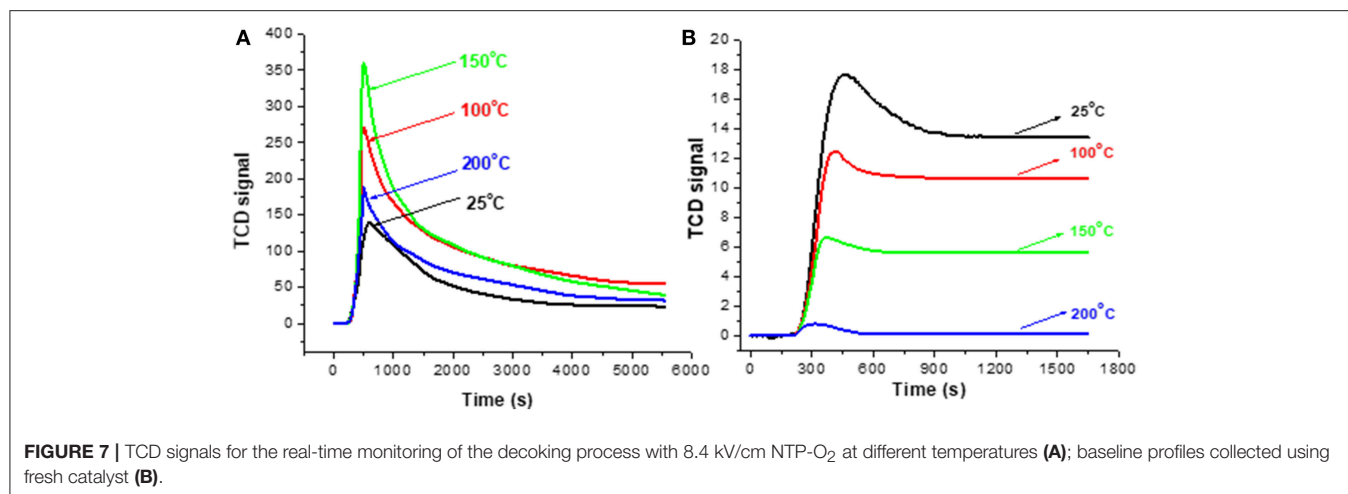 A
400
350
300
250
200
150
100
50
0
TCD signal
150°C
100°C
200°C
25°C
0 1000 2000 3000 4000 5000 6000
Time (s)
B
20
18
16
14
12
10
8
6
4
2
0
TCD signal
25°C
100°C
150°C
200°C
0 300 600 900 1200 1500 1800
Time (s)
FIGURE 7 | TCD signals for the real-time monitoring of the decoking process with 8.4 kV/cm NTP-O₂ at different temperatures (A); baseline profiles collected using
fresh catalyst (B).